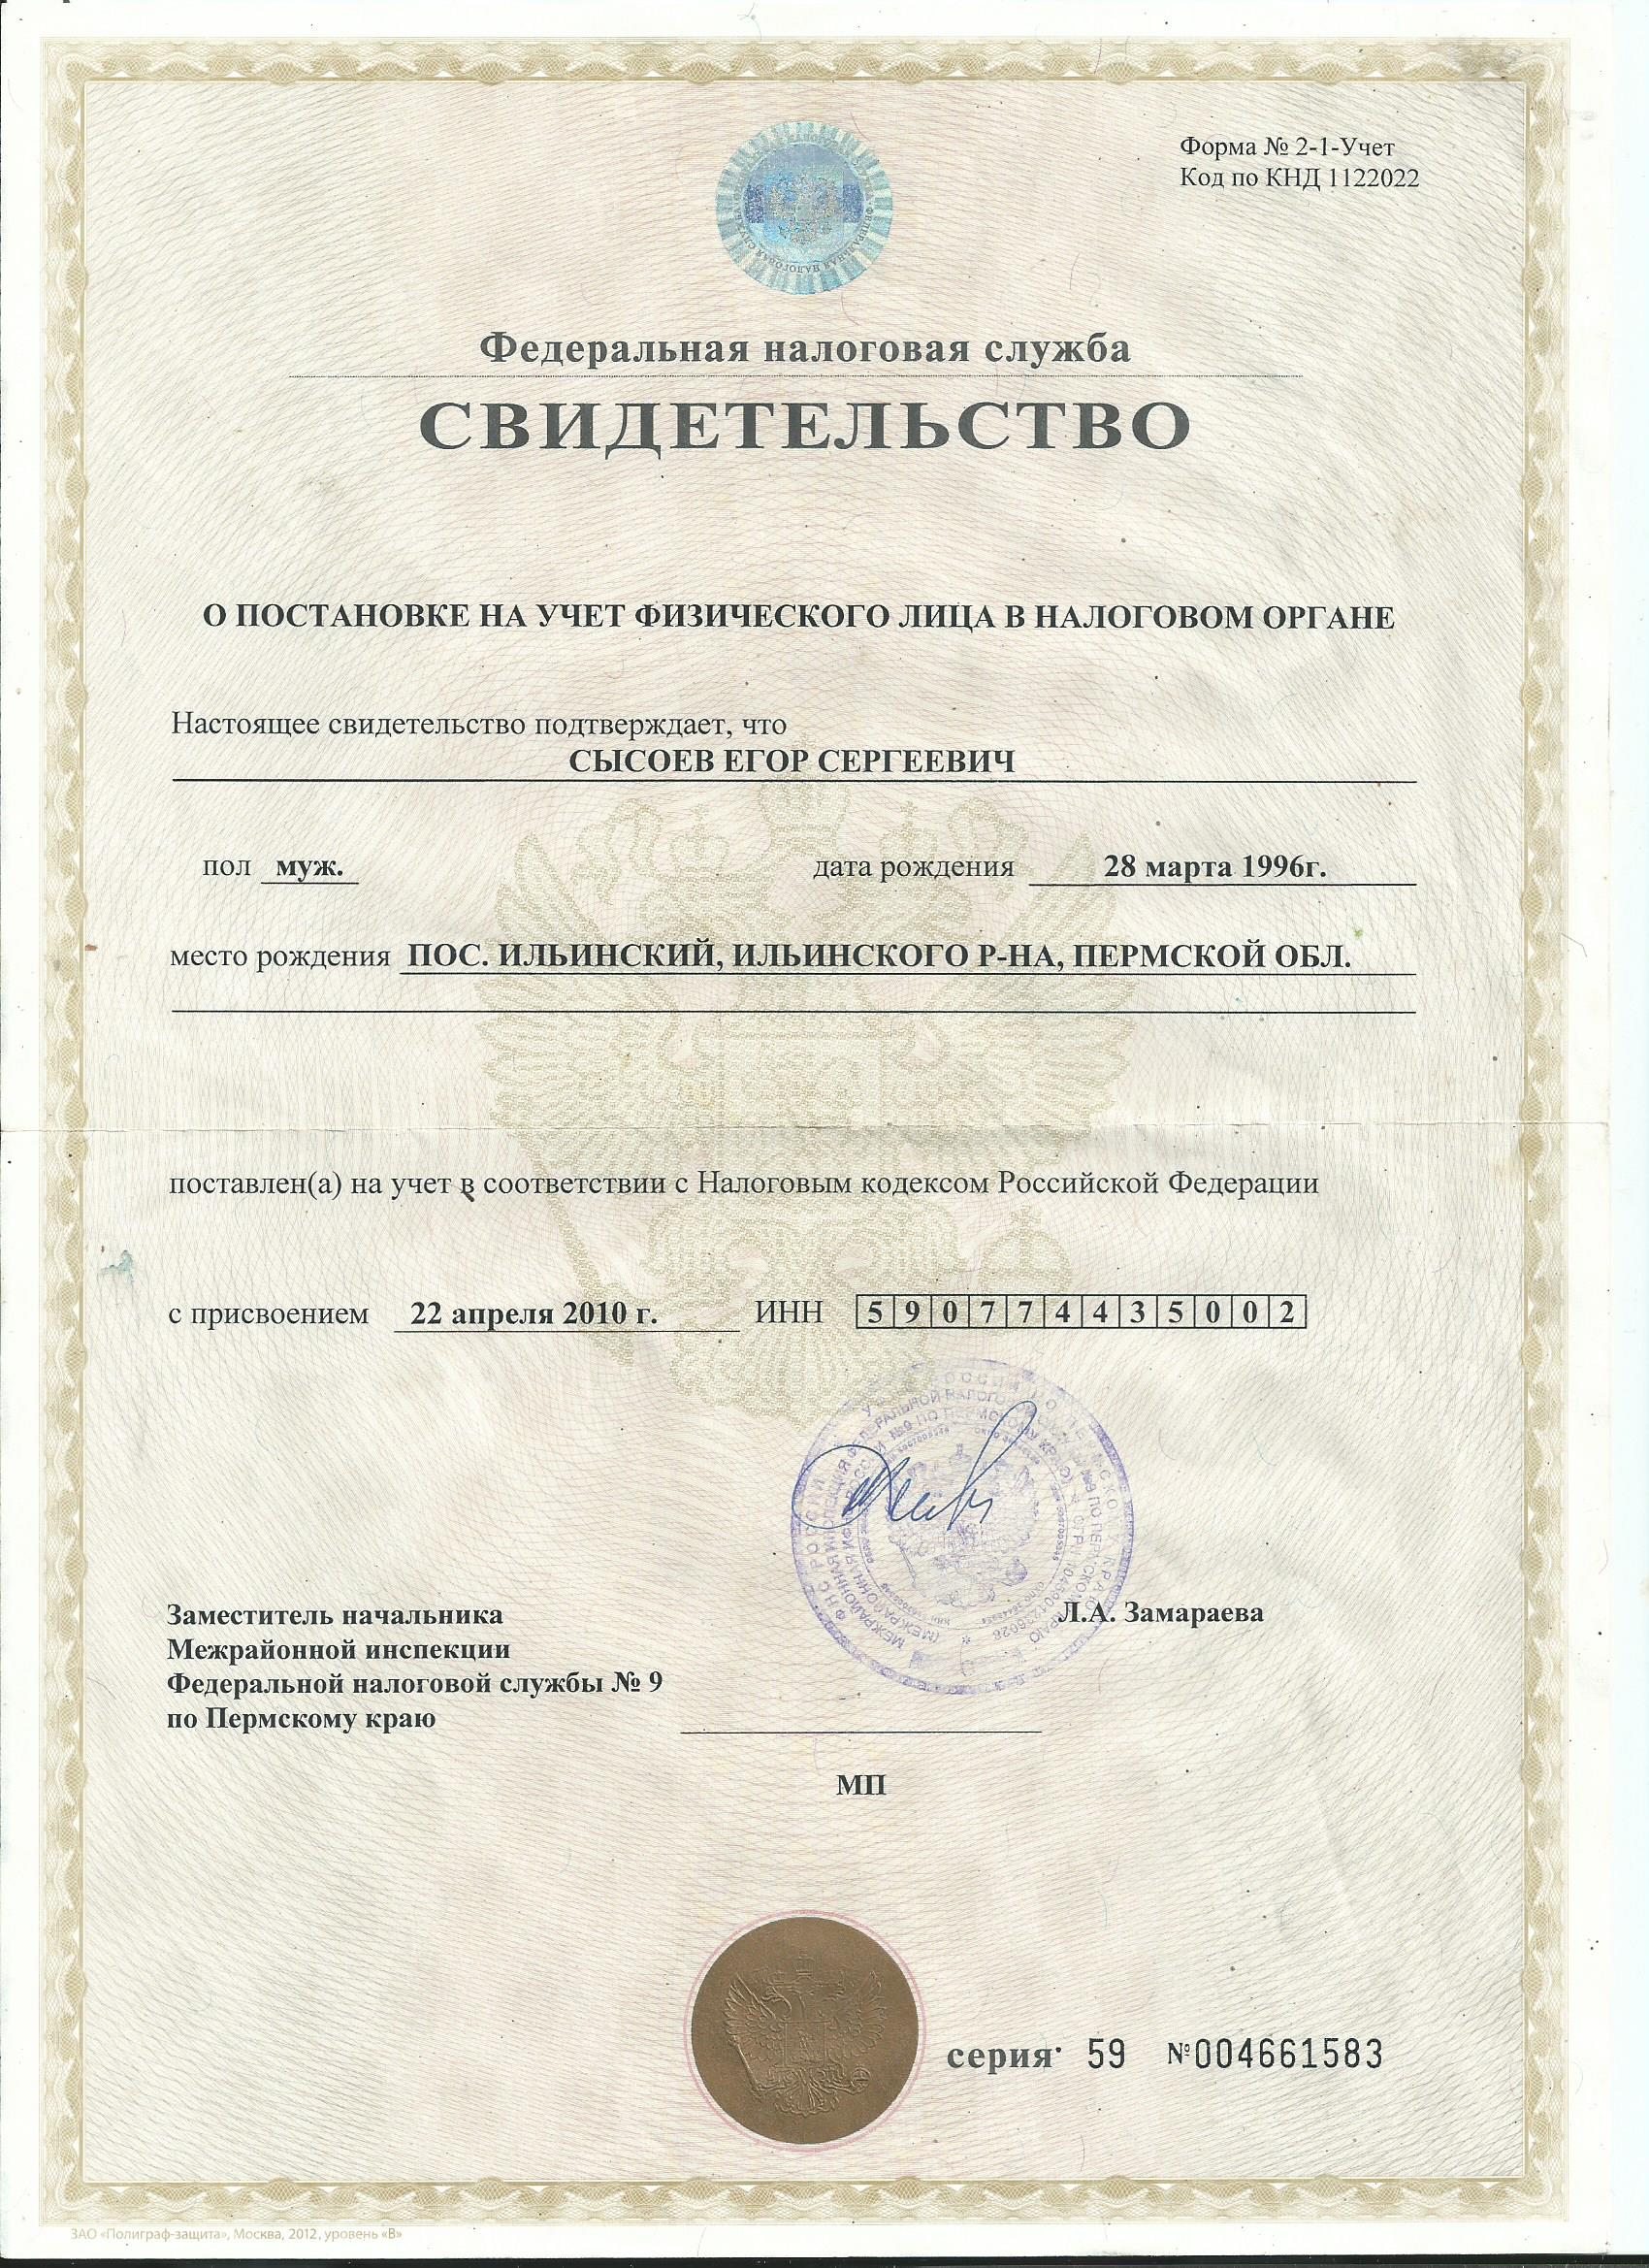 Форма № 2-1-Учет
Код по КНД 1122022
Федеральная налоговая служба
СВИДЕТЕЛЬСТВО
О ПОСТАНОВКЕ НА УЧЕТ ФИЗИЧЕСКОГО ЛИЦА В НАЛОГОВОМ ОРГАНЕ
Настоящее свидетельство подтверждает, что
СЫСОЕВ ЕГОР СЕРГЕЕВИЧ
пол муж. дата рождения 28 марта 1996г.
место рождения ПОС. ИЛЬИНСКИЙ, ИЛЬИНСКОГО Р-НА, ПЕРМСКОЙ ОБЛ.
поставлен(а) на учет в соответствии с Налоговым кодексом Российской Федерации
с присвоением 22 апреля 2010 г. ИНН 590774435002
Заместитель начальника
Межрайонной инспекции
Федеральной налоговой службы № 9
по Пермскому краю
Л.А. Замараева
МП
серия 59 №004661583
ЗАО «Полиграф-защита», Москва, 2012, уровень «В»